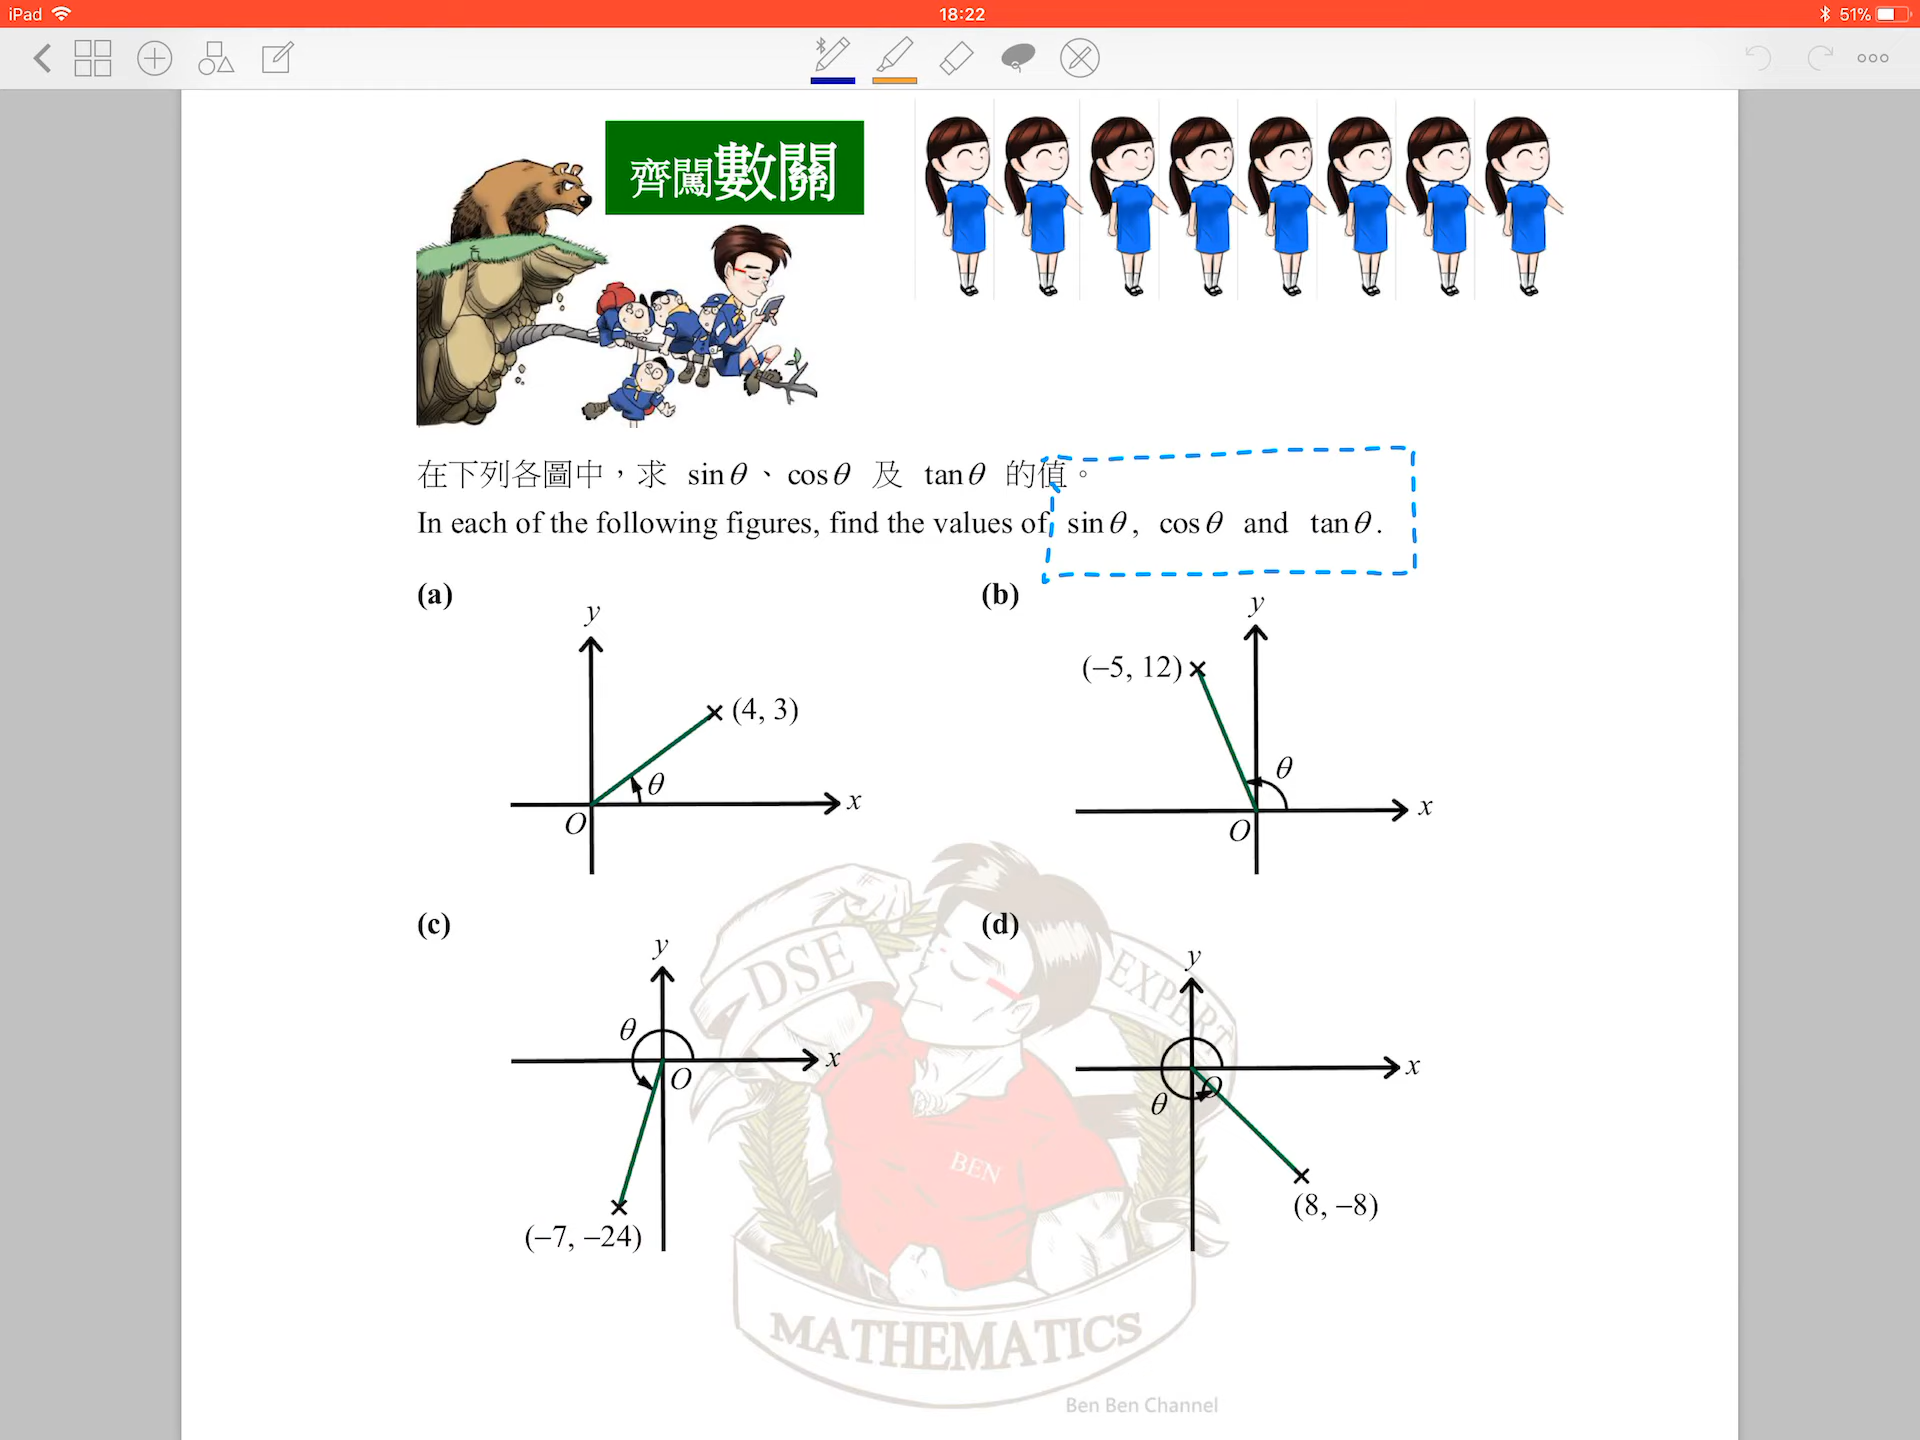 iPad
18:22
51%
齊闖數關
在下列各圖中，求 sinθ、cosθ 及 tanθ 的值。
In each of the following figures, find the values of sinθ, cosθ and tanθ.
(a)
y
(4, 3)
θ
x
O
(b)
y
(−5, 12)
θ
x
O
(c)
y
θ
x
O
(−7, −24)
(d)
y
x
O
θ
(8, −8)
DSE
EXPERT
BEN
MATHEMATICS
Ben Ben Channel